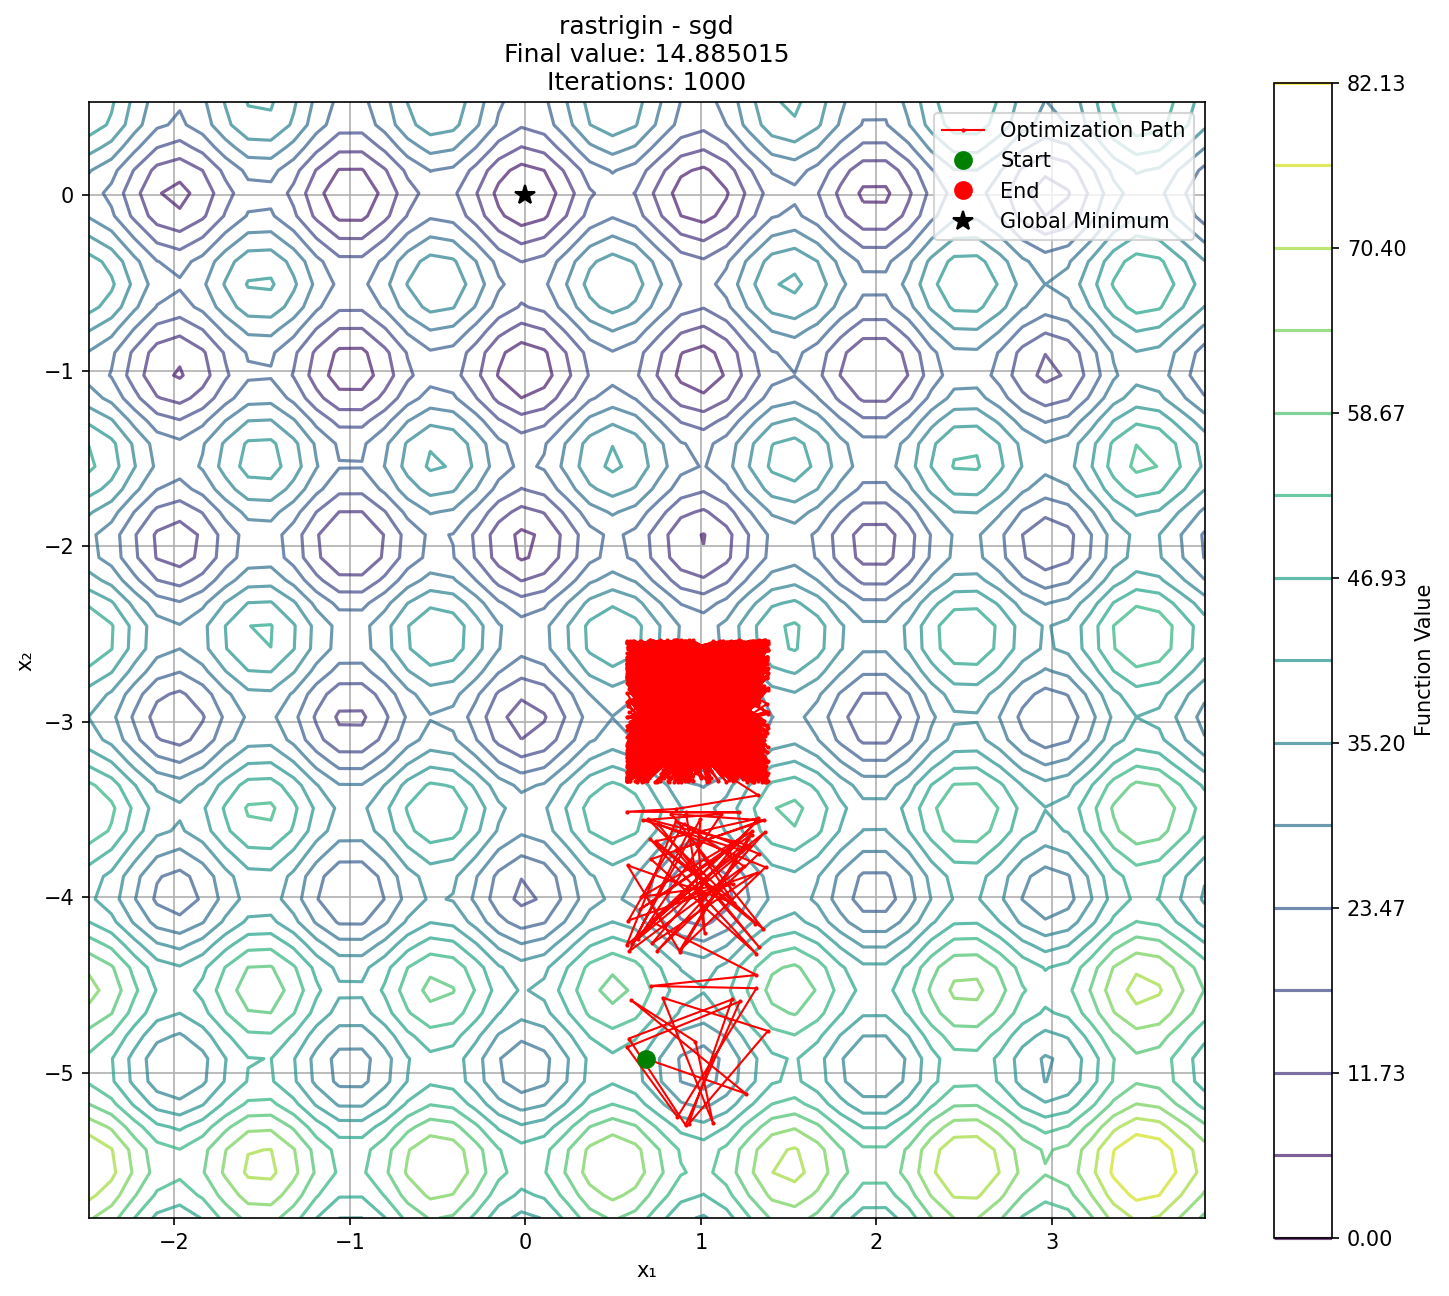 rastrigin - sgd
Final value: 14.885015
Iterations: 1000
Optimization Path
Start
End
Global Minimum
0
−1
−2
−3
−4
−5
x₂
−2
−1
0
1
2
3
x₁
82.13
70.40
58.67
46.93
35.20
23.47
11.73
0.00
Function Value